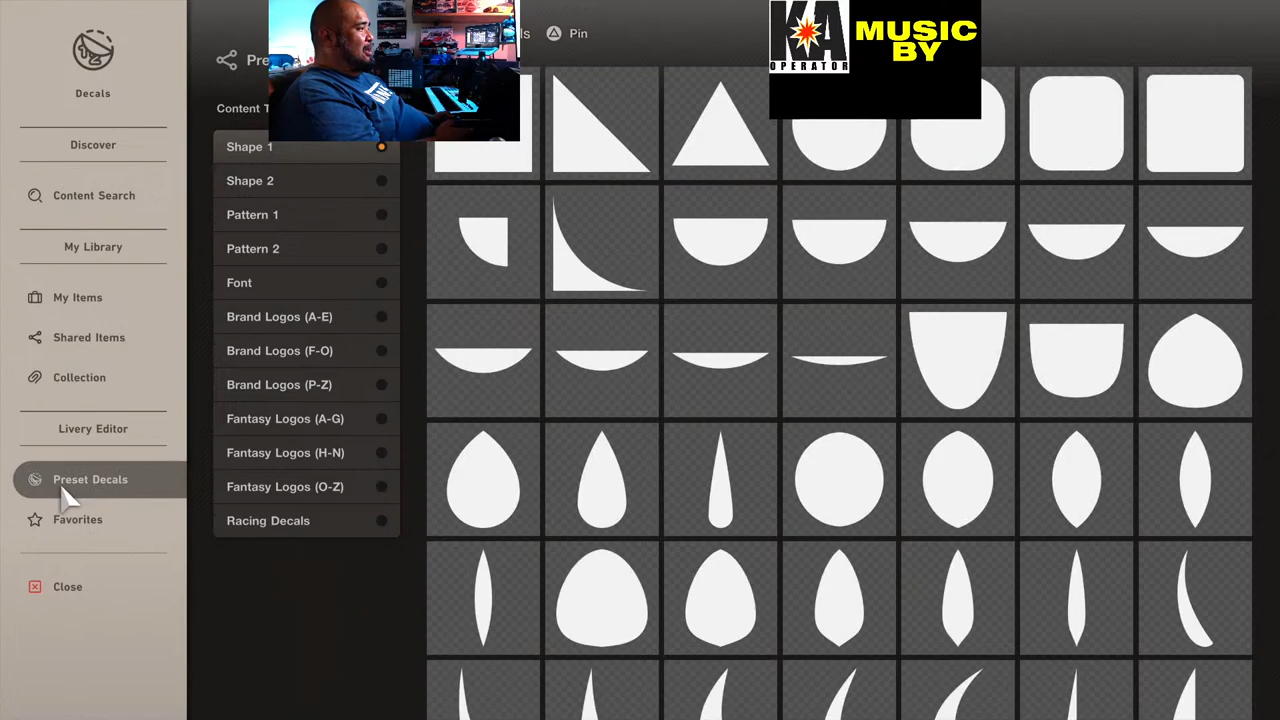 Decals
Discover
Content Search
My Library
My Items
Shared Items
Collection
Livery Editor
Preset Decals
Favorites
Close
Pin
KA
OPERATOR
MUSIC
BY
Shape 1
Shape 2
Pattern 1
Pattern 2
Font
Brand Logos (A-E)
Brand Logos (F-O)
Brand Logos (P-Z)
Fantasy Logos (A-G)
Fantasy Logos (H-N)
Fantasy Logos (O-Z)
Racing Decals